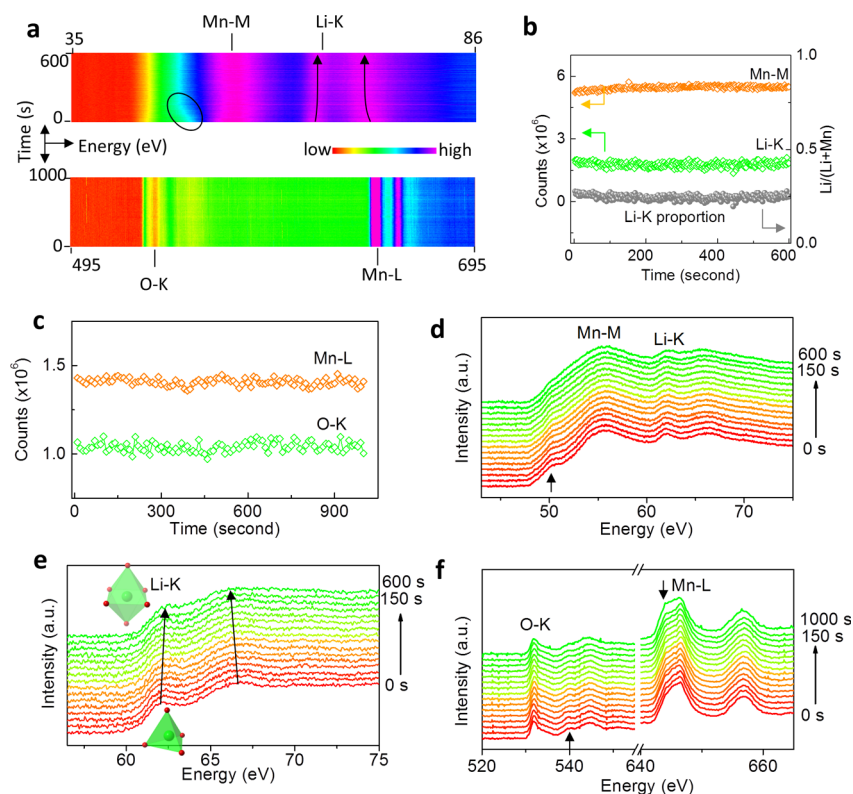 a
Mn-M Li-K
35 86
600
0
Time (s)
Energy (eV)
low high
1000
0
495 695
O-K Mn-L
b
Counts (x10⁶)
6
3
0
Mn-M
Li-K
Li-K proportion
1.0
0.5
0.0
Li/(Li+Mn)
0 200 400 600
Time (second)
c
Counts (x10⁶)
1.5
1.0
Mn-L
O-K
0 300 600 900
Time (second)
d
Intensity (a.u.)
Mn-M Li-K
600 s
150 s
0 s
50 60 70
Energy (eV)
e
Intensity (a.u.)
Li-K
600 s
150 s
0 s
60 65 70 75
Energy (eV)
f
Intensity (a.u.)
O-K
Mn-L
1000 s
150 s
0 s
520 540 640 660
Energy (eV)